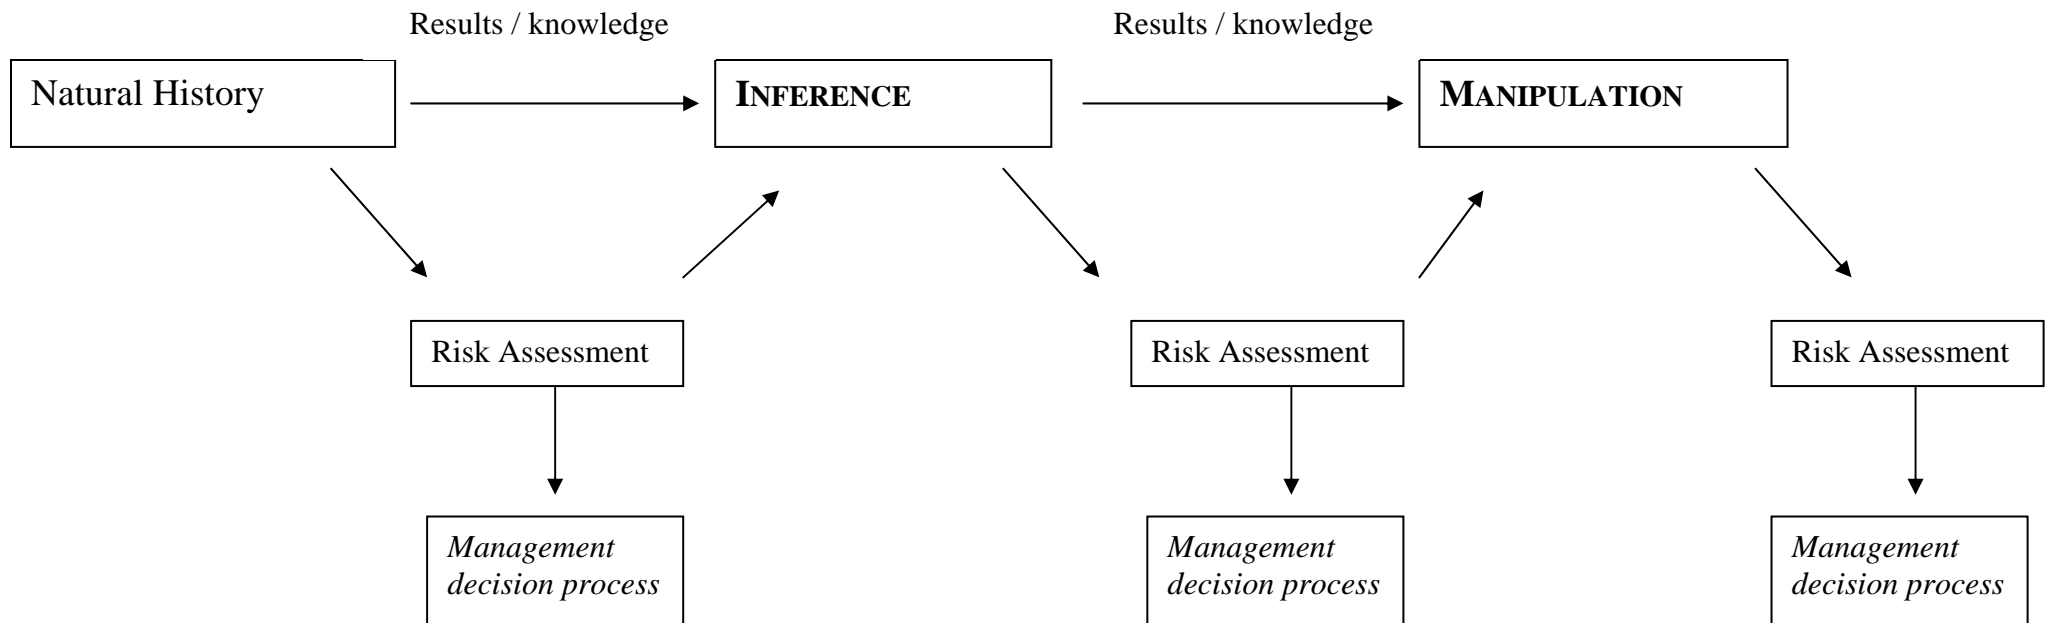 Results / knowledge
Results / knowledge
Natural History
INFERENCE
MANIPULATION
Risk Assessment
Risk Assessment
Risk Assessment
Management
decision process
Management
decision process
Management
decision process